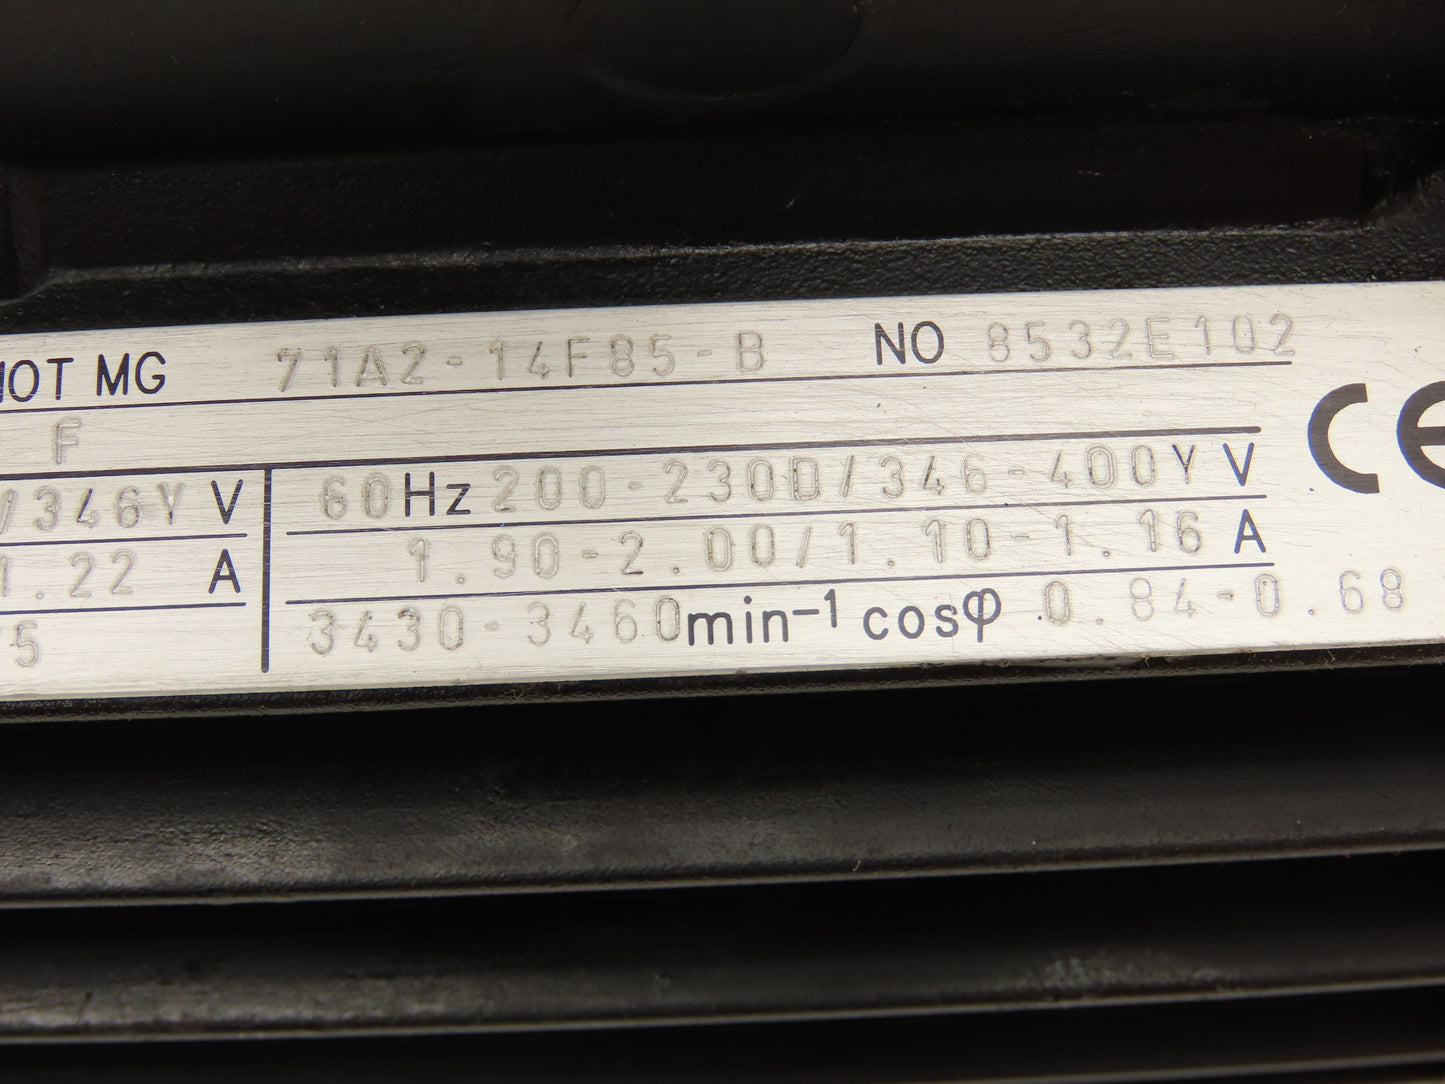 MOT MG 71A2-14F85-B NO 8532E102
F
CE
/346Y V 60Hz 200-230D/346-400Y V
1.22 A 1.90-2.00/1.10-1.16 A
5 3430-3460min-1 cosφ 0.84-0.68